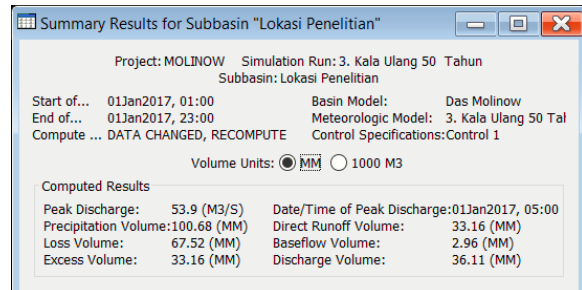 Summary Results for Subbasin "Lokasi Penelitian"
Project: MOLINOW Simulation Run: 3. Kala Ulang 50 Tahun
Subbasin: Lokasi Penelitian
Start of... 01Jan2017, 01:00 Basin Model: Das Molinow
End of... 01Jan2017, 23:00 Meteorologic Model: 3. Kala Ulang 50 Tah
Compute ... DATA CHANGED, RECOMPUTE Control Specifications:Control 1
Volume Units: MM 1000 M3
Computed Results
Peak Discharge: 53.9 (M3/S) Date/Time of Peak Discharge:01Jan2017, 05:00
Precipitation Volume:100.68 (MM) Direct Runoff Volume: 33.16 (MM)
Loss Volume: 67.52 (MM) Baseflow Volume: 2.96 (MM)
Excess Volume: 33.16 (MM) Discharge Volume: 36.11 (MM)